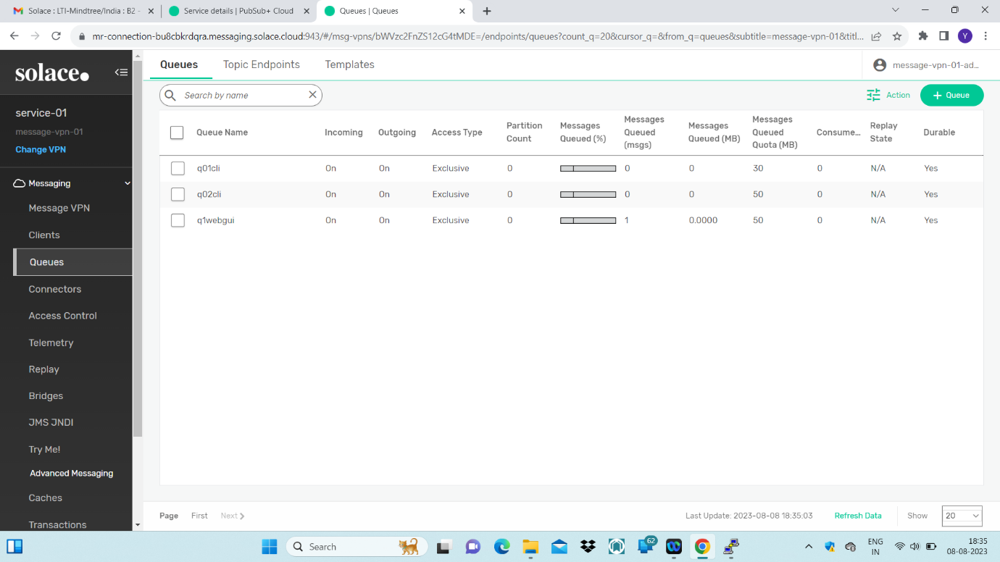 Solace : LTI-Mindtree/India : B2 -
Service details | PubSub+ Cloud
Queues | Queues
mr-connection-bu8cbkrdqra.messaging.solace.cloud:943/#/msg-vpns/bWVzc2FnZS12cG4tMDE=/endpoints/queues?count_q=20&cursor_q=&from_q=queues&subtitle=message-vpn-01&titl...
Y
solace.
Queues Topic Endpoints Templates
message-vpn-01-ad...
Search by name
Action
Queue
service-01
message-vpn-01
Change VPN
Messaging
Message VPN
Clients
Queues
Connectors
Access Control
Telemetry
Replay
Bridges
JMS JNDI
Try Me!
Advanced Messaging
Caches
Transactions
Queue Name Incoming Outgoing Access Type Partition Count Messages Queued (%) Messages Queued (msgs) Messages Queued (MB) Messages Queued Quota (MB) Consume... Replay State Durable
q01cli On On Exclusive 0 0 0 30 0 N/A Yes
q02cli On On Exclusive 0 0 0 50 0 N/A Yes
q1webgui On On Exclusive 0 1 0.0000 50 0 N/A Yes
Page First Next
Last Update: 2023-08-08 18:35:03 Refresh Data Show 20
Search
62
ENG
IN
18:35
08-08-2023